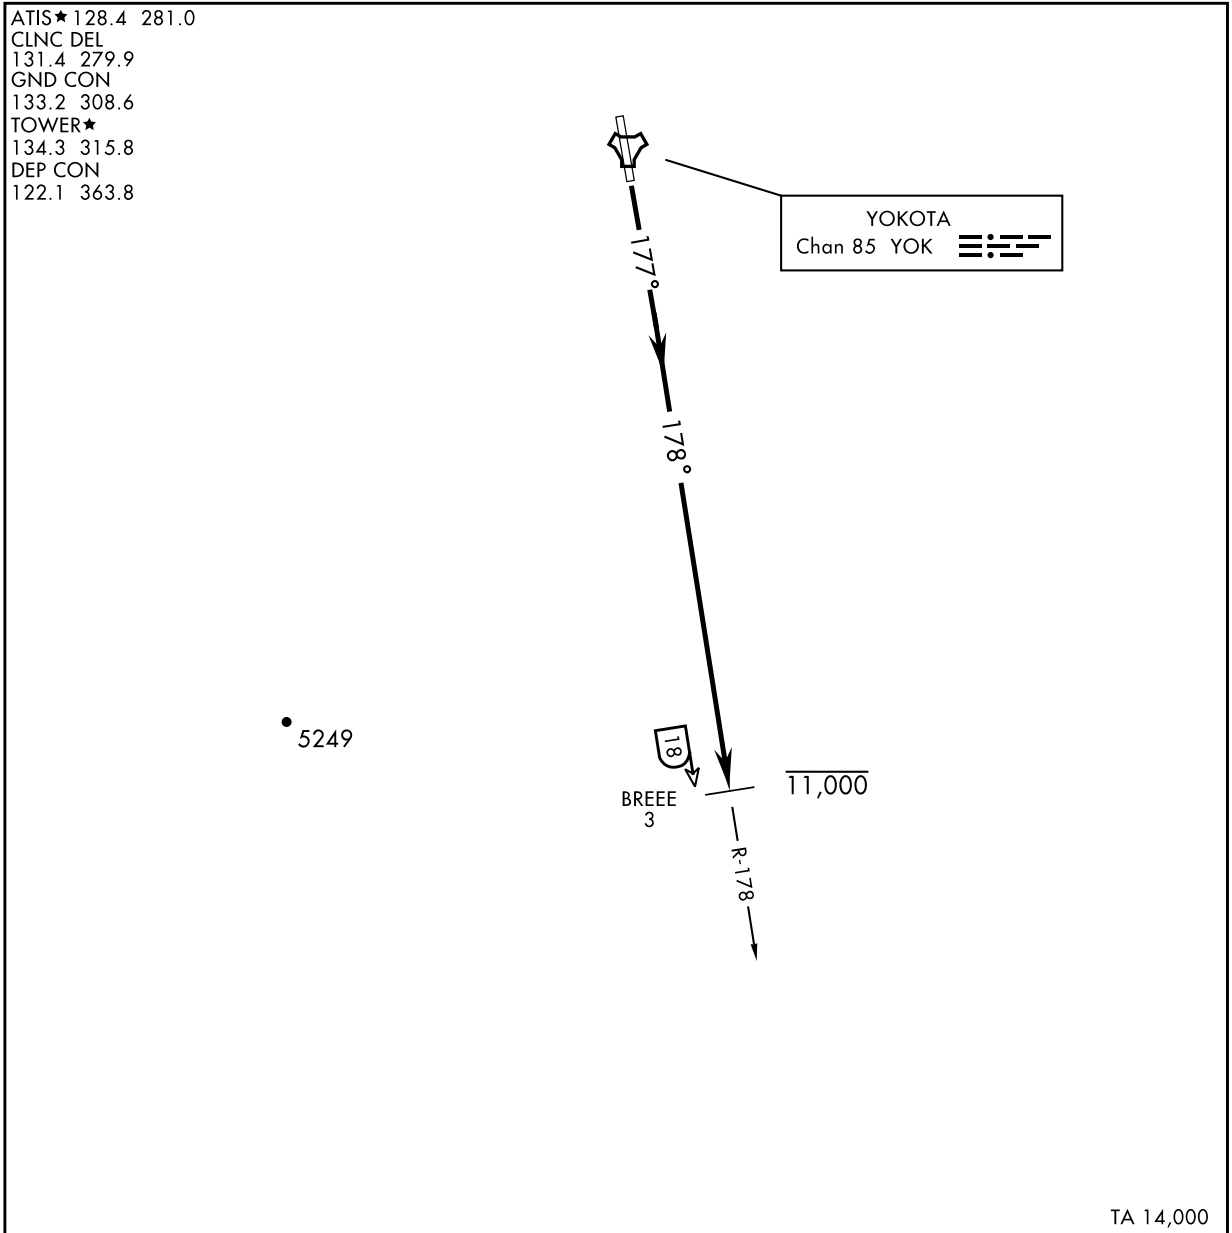 ATIS★ 128.4 281.0
CLNC DEL
131.4 279.9
GND CON
133.2 308.6
TOWER★
134.3 315.8
DEP CON
122.1 363.8
YOKOTA
Chan 85 YOK
177°
178°
5249
18
BREEE
3
11,000
R-178
TA 14,000